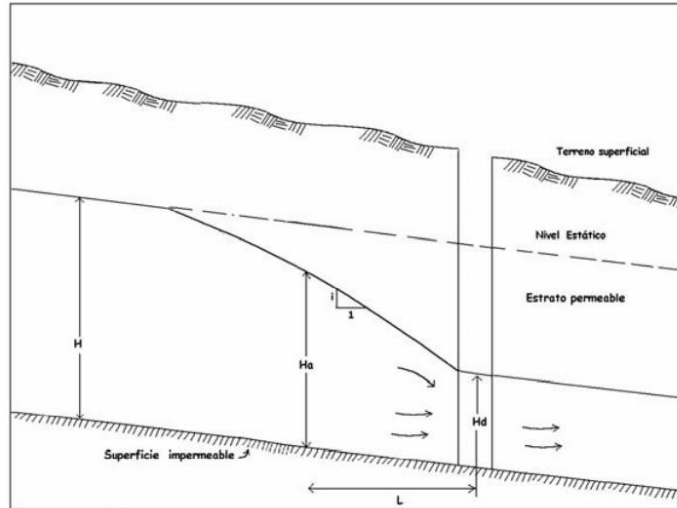 Terreno superficial
Nivel Estático
Estrato permeable
i
1
H
Ha
Hd
Superficie impermeable
L